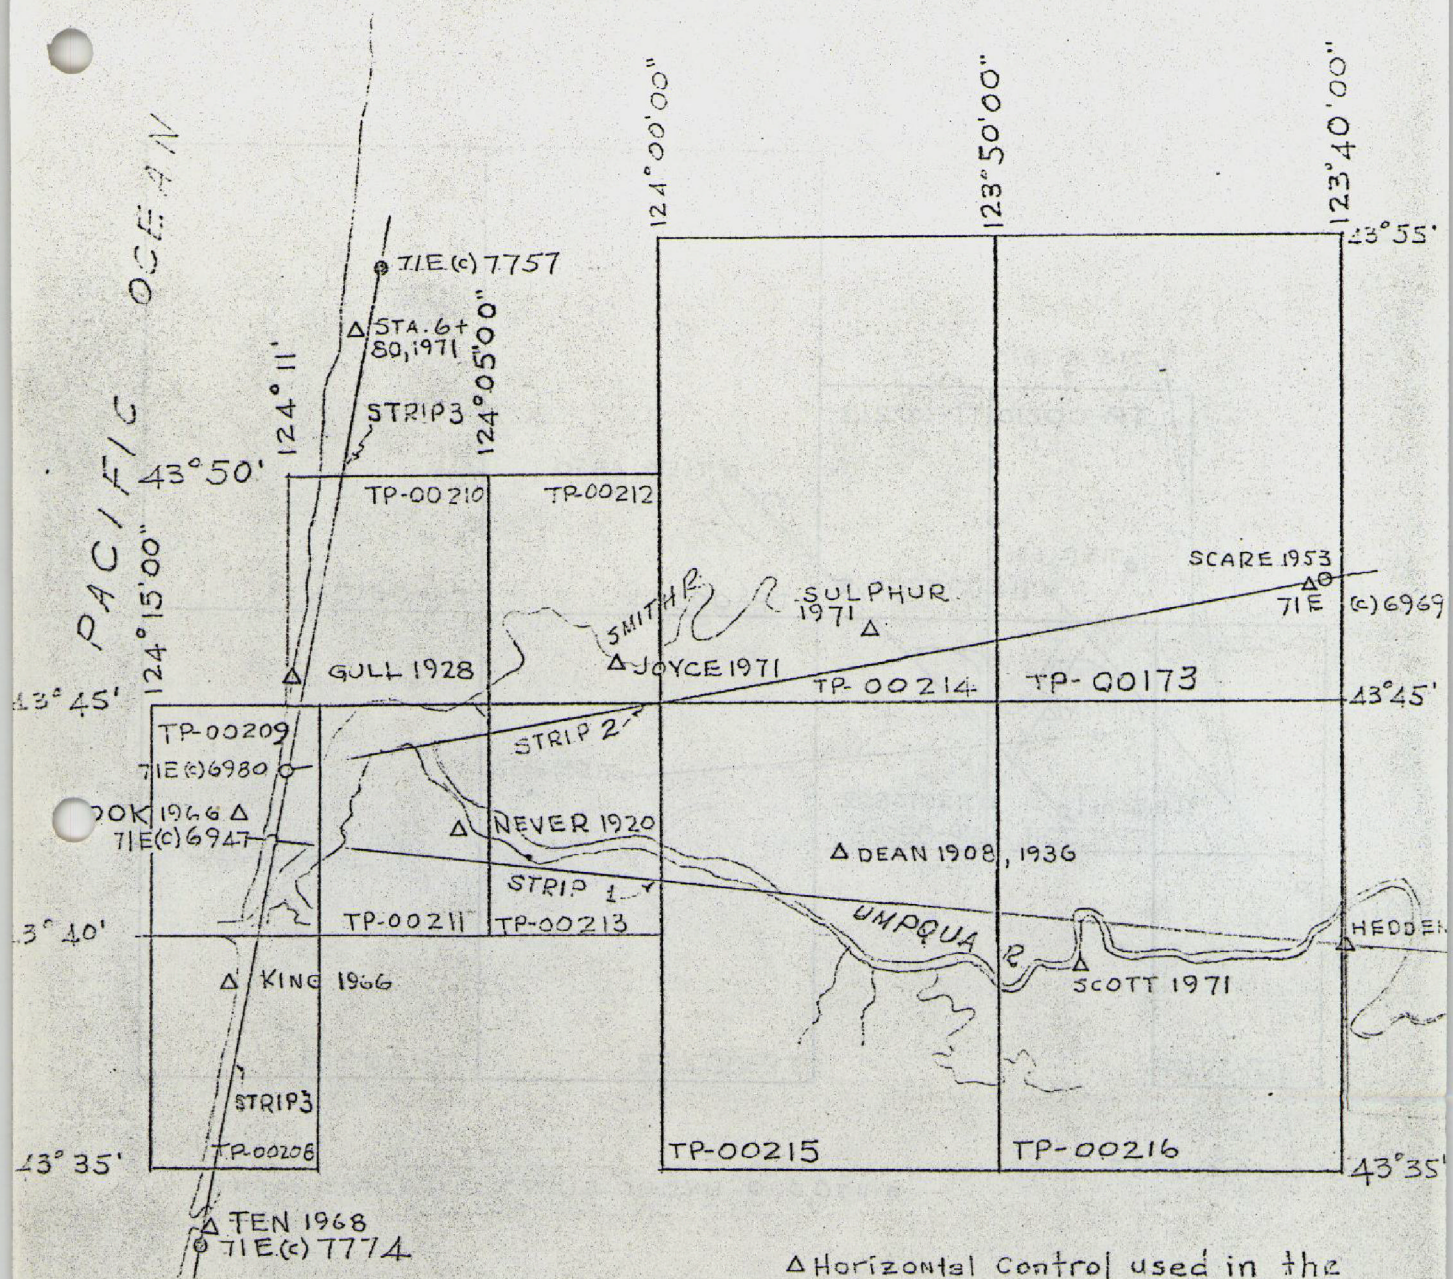 124°00'00"
123°50'00"
123°40'00"
PACIFIC OCEAN
43°55'
71E(c)7757
STA. 6+
80, 1971
124°11'
124°05'00"
STRIP3
43°50'
TP-00210
TP-00212
124°15'00"
SCARE 1953
71E (c)6969
SMITH R
SULPHUR
1971
GULL 1928
JOYCE 1971
TP-00214
TP-00173
43°45'
43°45'
TP-00209
STRIP 2
71E(c)6980
OOK 1966
71E(C)6947
NEVER 1920
DEAN 1908, 1936
STRIP 1
UMPQUA R
HEDDEN
TP-00211
TP-00213
3°40'
KING 1966
SCOTT 1971
STRIP3
TP-00208
TP-00215
TP-00216
43°35'
43°35'
TEN 1968
71E.(c)7774
Horizontal Control used in the